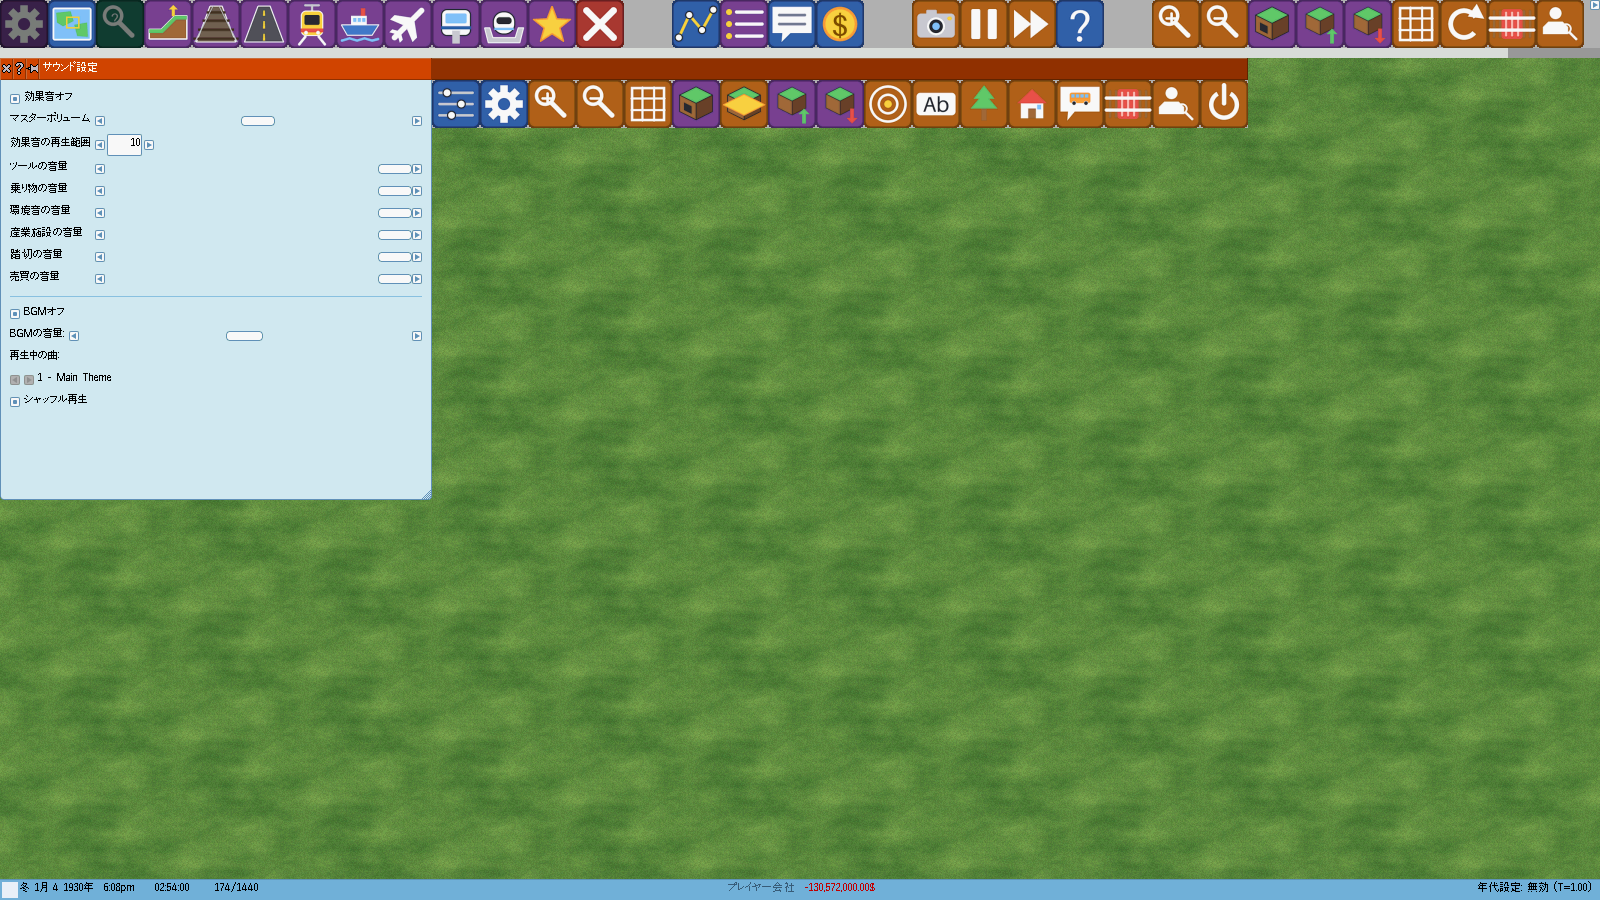 サウンド設定
効果音オフ
マスターボリューム
効果音の再生範囲 10
ツールの音量
乗り物の音量
環境音の音量
産業施設の音量
踏切の音量
売買の音量
BGMオフ
BGMの音量:
再生中の曲:
1 - Main Theme
シャッフル再生
Ab
冬 1月 4 1930年 6:08pm 02:54:00 174/1440 プレイヤー会社 -130,572,000.00$ 年代設定: 無効 (T=1.00)